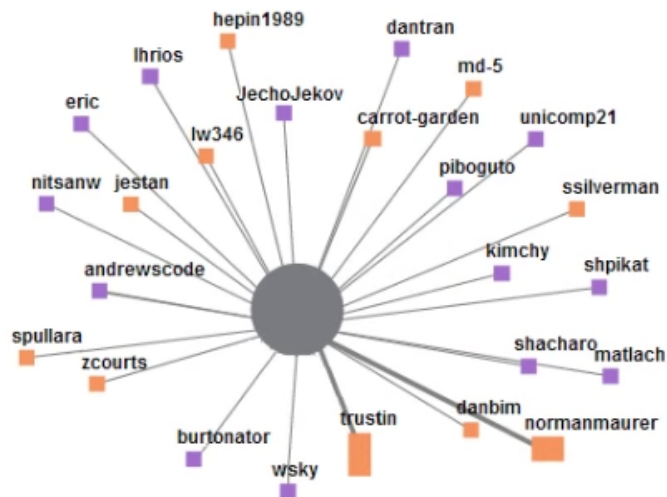 hepin1989
dantran
lhrios
md-5
eric
JechoJekov
carrot-garden
unicomp21
lw346
piboguto
nitsanw
jestan
ssilverman
kimchy
andrewscode
shpikat
spullara
zcourts
shacharo
matlach
trustin
danbim
normanmaurer
burtonator
wsky